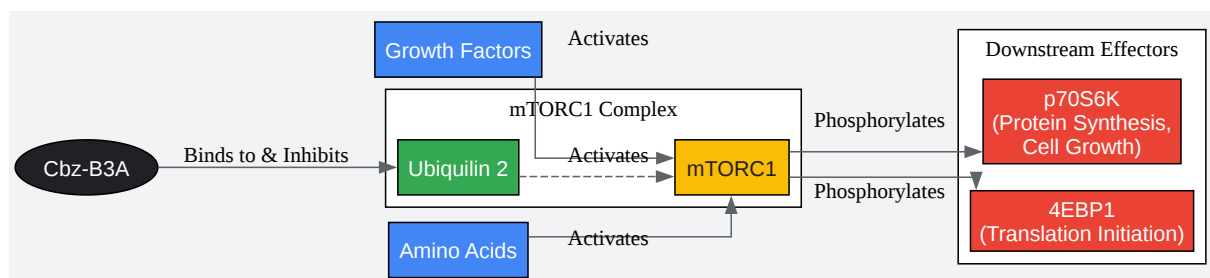 Growth Factors
Activates
Downstream Effectors
mTORC1 Complex
p70S6K
(Protein Synthesis,
Cell Growth)
Phosphorylates
Cbz-B3A
Binds to & Inhibits
Ubiquilin 2
Activates
mTORC1
Phosphorylates
4EBP1
(Translation Initiation)
Amino Acids
Activates